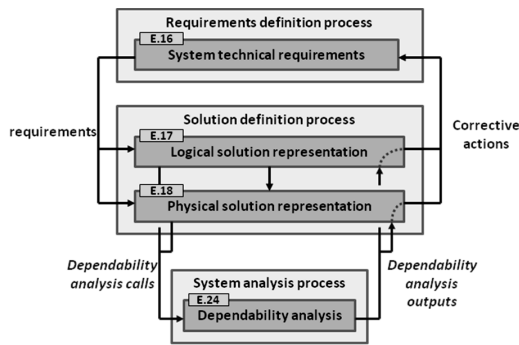 Requirements definition process
E.16
System technical requirements
Solution definition process
requirements
E.17
Logical solution representation
Corrective
actions
E.18
Physical solution representation
Dependability
analysis calls
Dependability
analysis
outputs
System analysis process
E.24
Dependability analysis